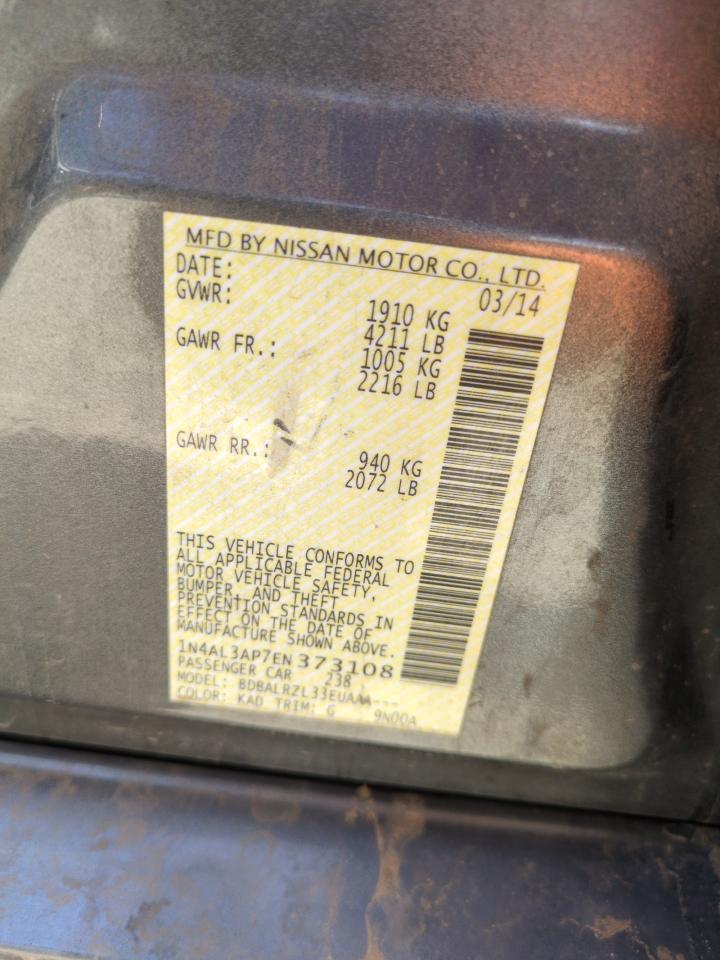 MFD BY NISSAN MOTOR CO., LTD.
DATE: 03/14
GVWR: 1910 KG
4211 LB
GAWR FR.: 1005 KG
2216 LB
GAWR RR.: 940 KG
2072 LB
THIS VEHICLE CONFORMS TO
ALL APPLICABLE FEDERAL
MOTOR VEHICLE SAFETY,
BUMPER, AND THEFT
PREVENTION STANDARDS IN
EFFECT ON THE DATE OF
MANUFACTURE SHOWN ABOVE.
1N4AL3AP7EN 373108
PASSENGER CAR 238
MODEL: BDBALRZL33EUAAA---
COLOR: KAD TRIM: G 9N00A